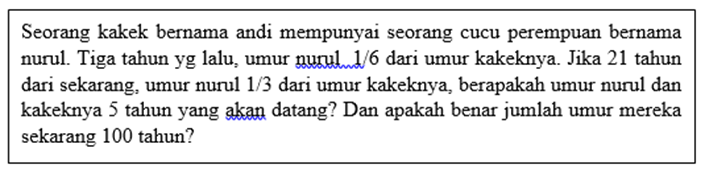 Seorang kakek bernama andi mempunyai seorang cucu perempuan bernama
nurul. Tiga tahun yg lalu, umur nurul 1/6 dari umur kakeknya. Jika 21 tahun
dari sekarang, umur nurul 1/3 dari umur kakeknya, berapakah umur nurul dan
kakeknya 5 tahun yang akan datang? Dan apakah benar jumlah umur mereka
sekarang 100 tahun?